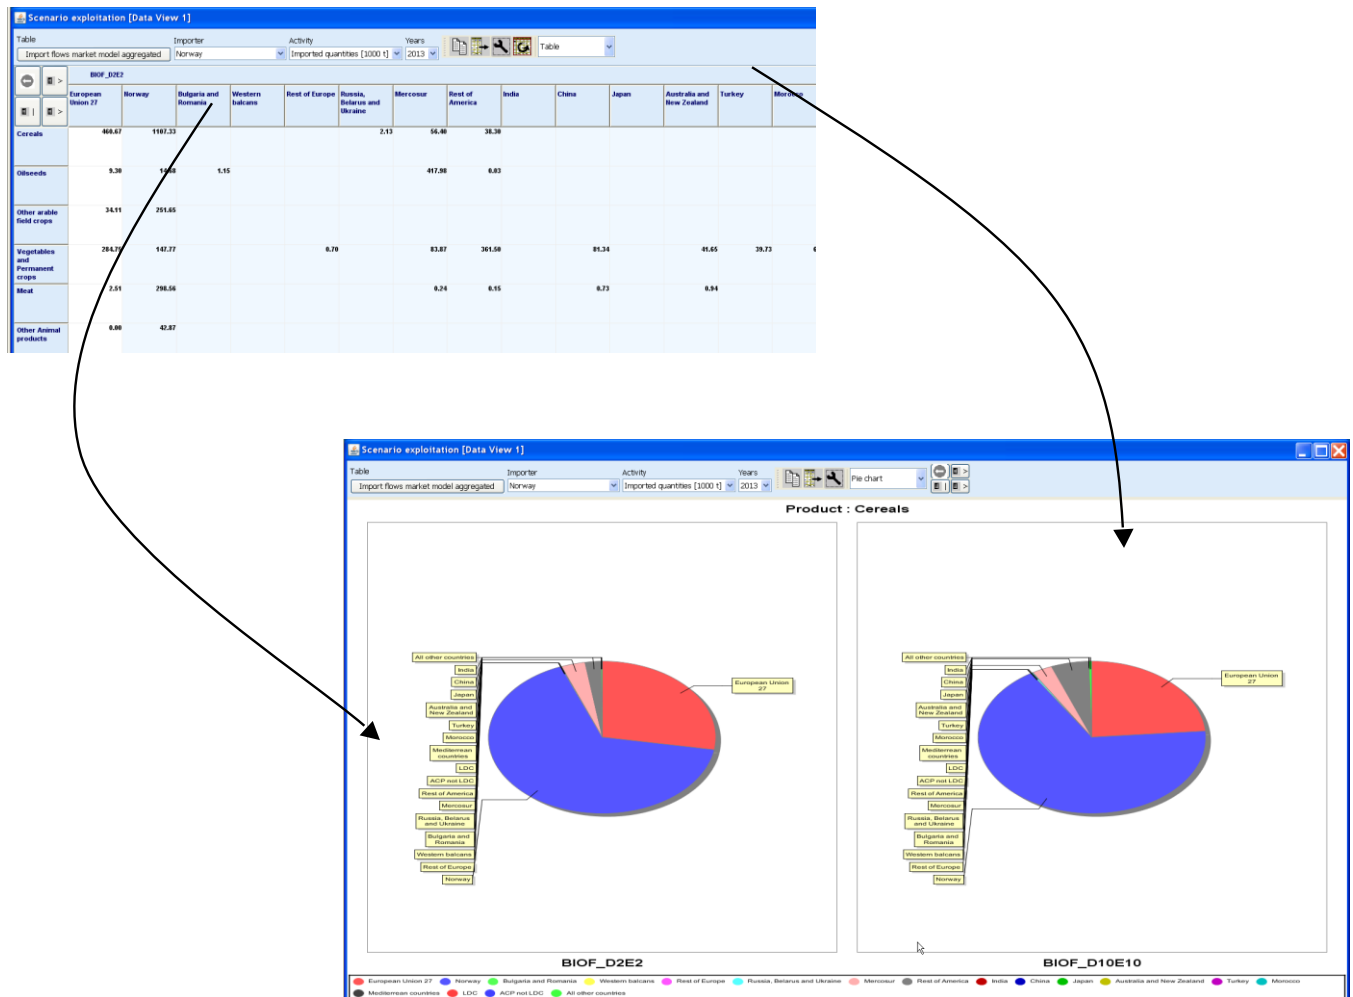 Scenario exploitation [Data View 1]
Table Importer Activity Years
Import flows market model aggregated Norway Imported quantities [1000 t] 2013 Table
BIOF_D2E2
European Norway Bulgaria and Western Rest of Europe Russia, Mercosur Rest of India China Japan Australia and Turkey Morocco
Union 27 Romania balcans Belarus and America New Zealand
Ukraine
Cereals 460.67 1107.33 2.13 56.40 38.30
Oilseeds 9.30 1.15 417.98 0.03
Other arable 34.11 251.65
field crops
Vegetables 284.75 147.77 0.70 83.87 361.50 81.34 41.65 39.73
and
Permanent
crops
Meat 2.51 298.56 0.24 0.15 0.73 0.94
Other Animal 0.00 42.87
products
Scenario exploitation [Data View 1]
Table Importer Activity Years
Import flows market model aggregated Norway Imported quantities [1000 t] 2013 Pie chart
Product : Cereals
All other countries
India
China
Japan
Australia and
New Zealand
Turkey
Morocco
Mediterrean
countries
LDC
ACP not LDC
Rest of America
Mercosur
Russia, Belarus
and Ukraine
Bulgaria and
Romania
Western balcans
Rest of Europe
Norway
European Union
27
BIOF_D2E2
All other countries
India
China
Japan
Australia and
New Zealand
Turkey
Morocco
Mediterrean
countries
LDC
ACP not LDC
Rest of America
Mercosur
Russia, Belarus
and Ukraine
Bulgaria and
Romania
Western balcans
Rest of Europe
Norway
European Union
27
BIOF_D10E10
European Union 27 Norway Bulgaria and Romania Western balcans Rest of Europe Russia, Belarus and Ukraine Mercosur Rest of America India China Japan Australia and New Zealand Turkey Morocco
Mediterrean countries LDC ACP not LDC All other countries